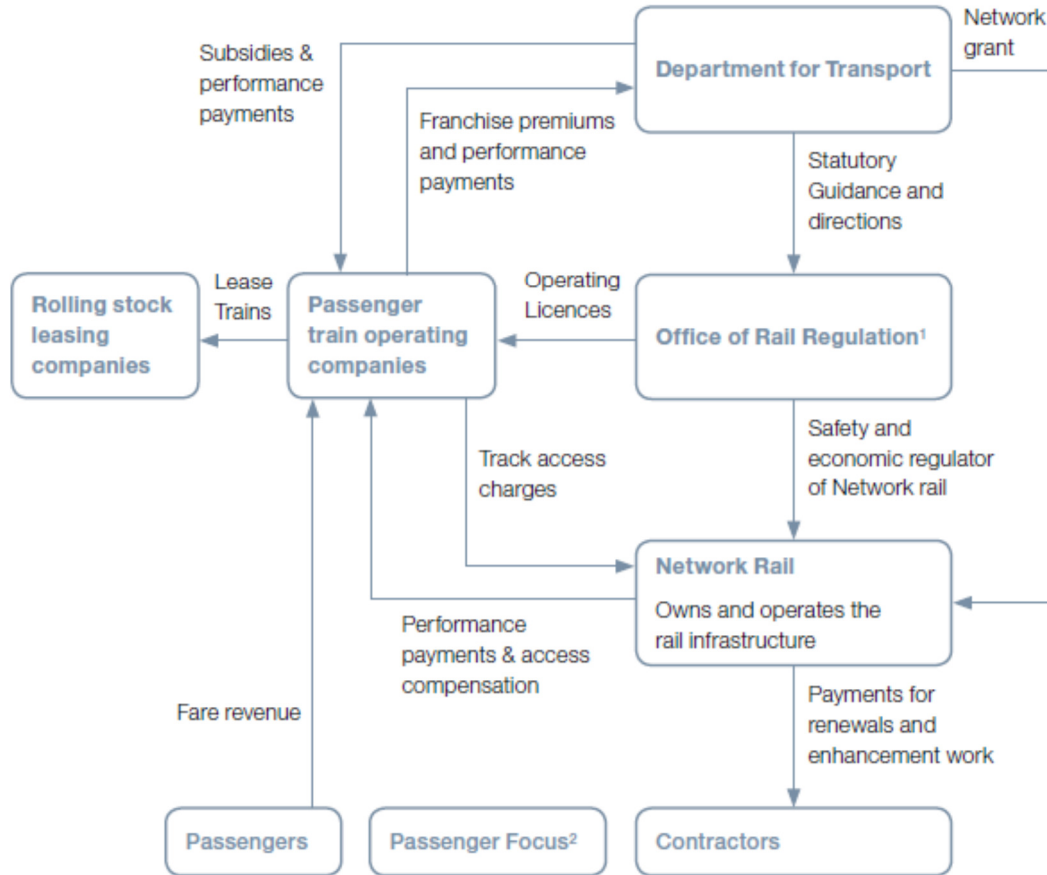 Network
grant
Subsidies &
performance
payments
Department for Transport
Franchise premiums
and performance
payments
Statutory
Guidance and
directions
Rolling stock
leasing
companies
Lease
Trains
Passenger
train operating
companies
Operating
Licences
Office of Rail Regulation¹
Track access
charges
Safety and
economic regulator
of Network rail
Network Rail
Owns and operates the
rail infrastructure
Performance
payments & access
compensation
Fare revenue
Payments for
renewals and
enhancement work
Passengers
Passenger Focus²
Contractors